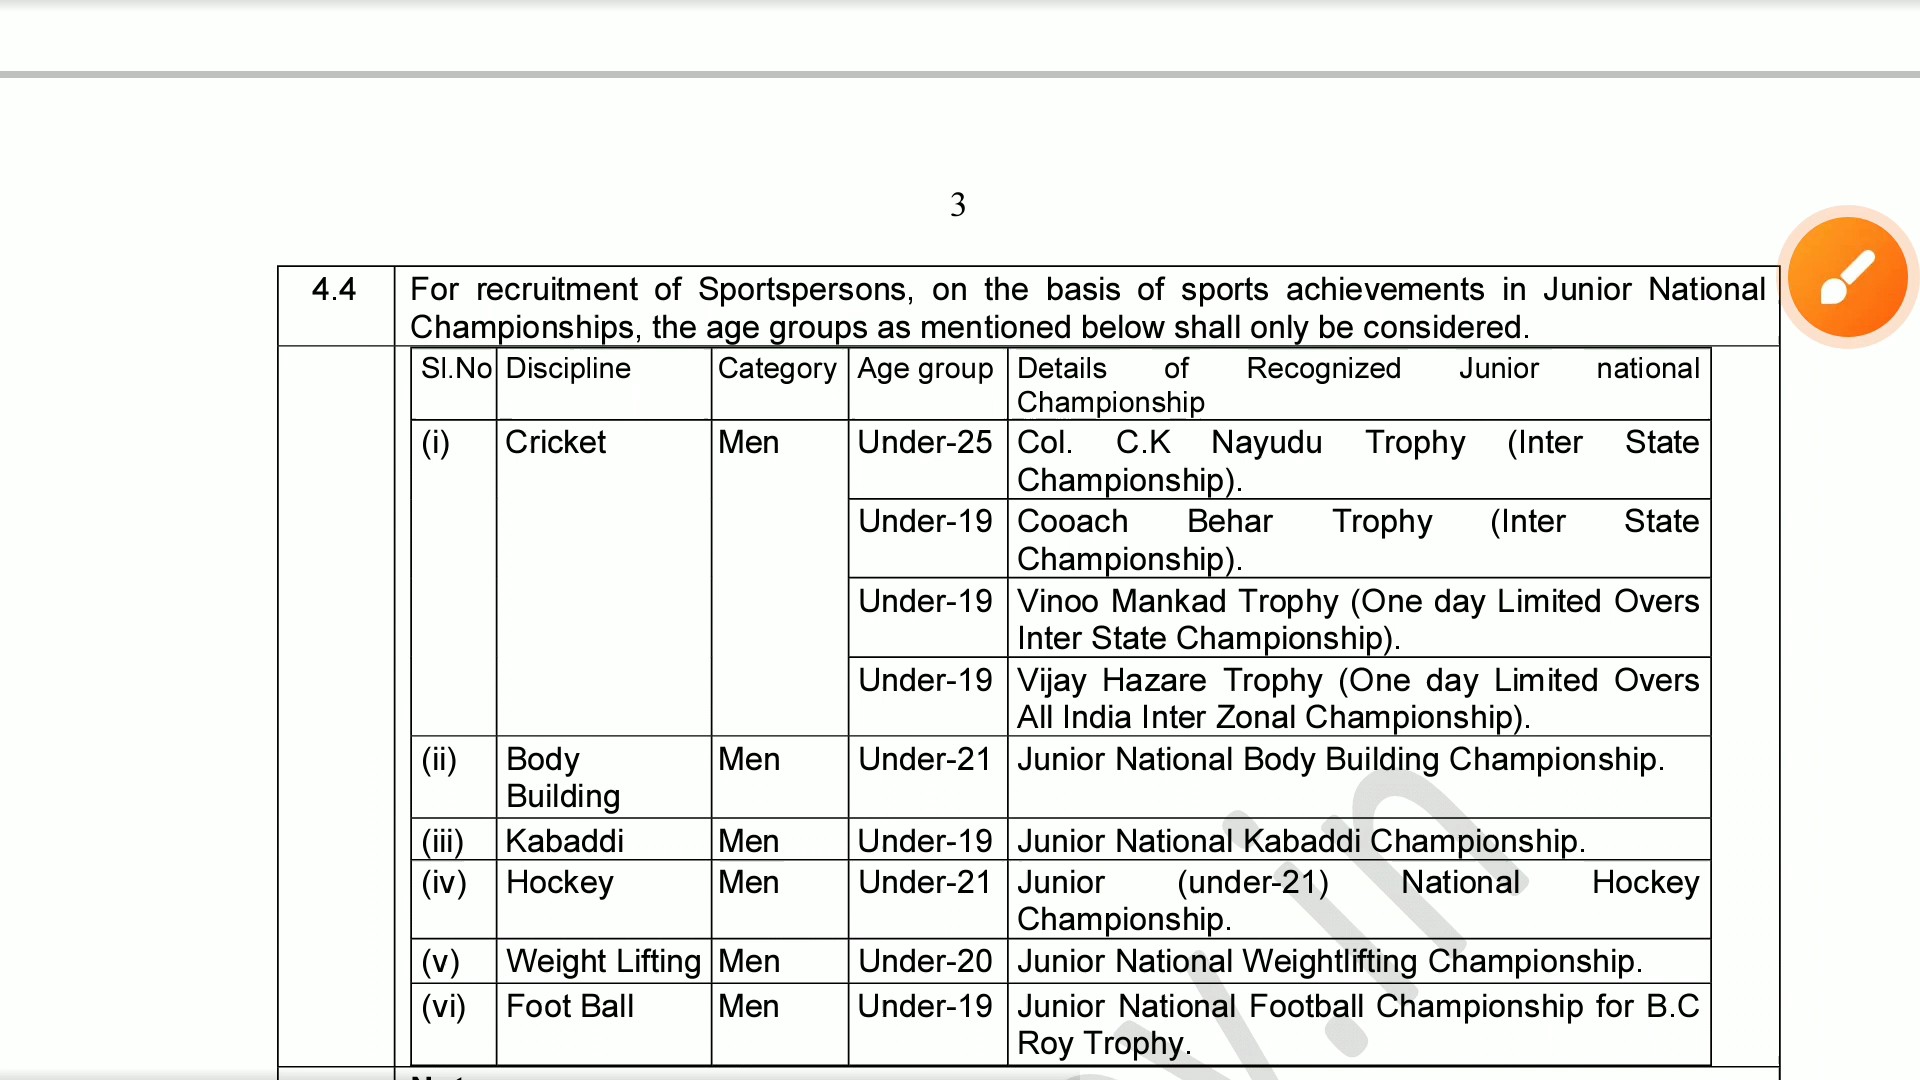 3
4.4 For recruitment of Sportspersons, on the basis of sports achievements in Junior National
Championships, the age groups as mentioned below shall only be considered.
Sl.No Discipline Category Age group Details of Recognized Junior national
Championship
(i) Cricket Men Under-25 Col. C.K Nayudu Trophy (Inter State
Championship).
Under-19 Cooach Behar Trophy (Inter State
Championship).
Under-19 Vinoo Mankad Trophy (One day Limited Overs
Inter State Championship).
Under-19 Vijay Hazare Trophy (One day Limited Overs
All India Inter Zonal Championship).
(ii) Body Men Under-21 Junior National Body Building Championship.
Building
(iii) Kabaddi Men Under-19 Junior National Kabaddi Championship.
(iv) Hockey Men Under-21 Junior (under-21) National Hockey
Championship.
(v) Weight Lifting Men Under-20 Junior National Weightlifting Championship.
(vi) Foot Ball Men Under-19 Junior National Football Championship for B.C
Roy Trophy.